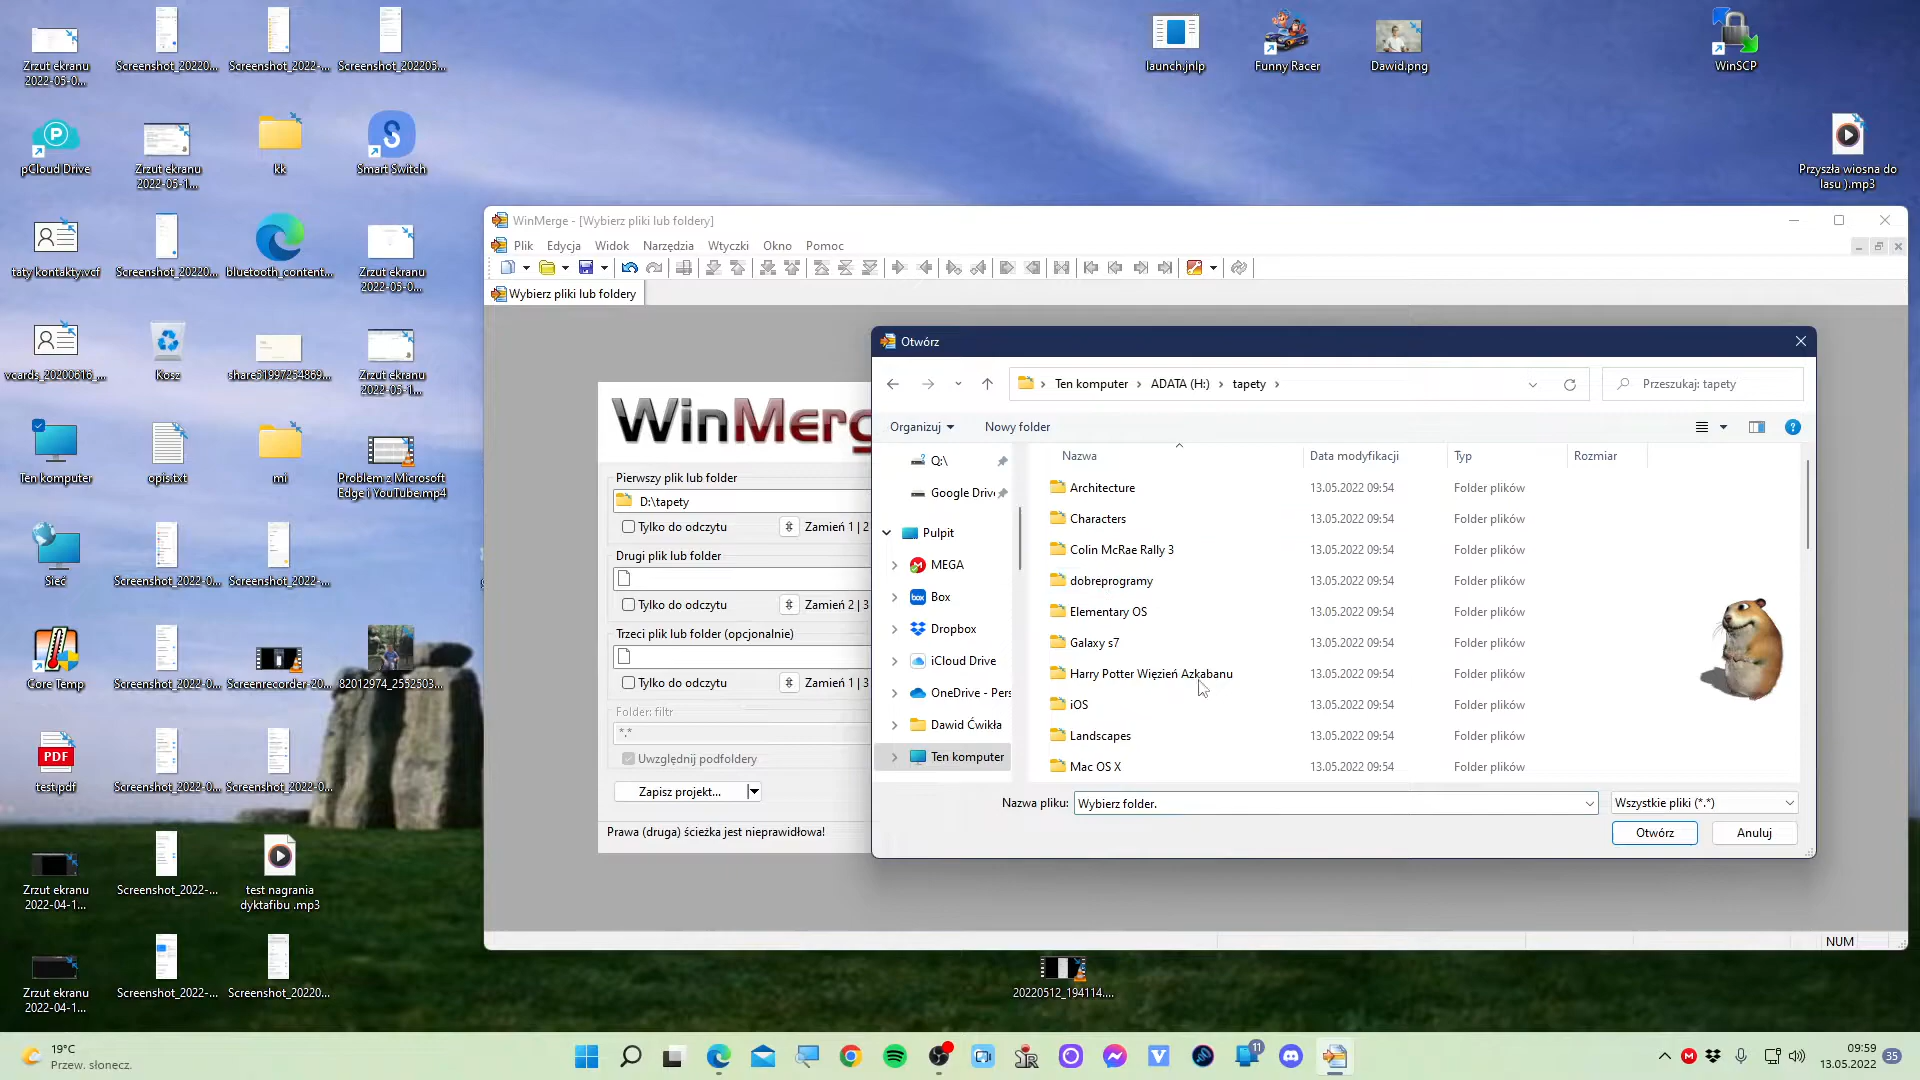 Zrzut ekranu
2022-05-0...
Screenshot_20220...
Screenshot_2022-...
Screenshot_202205...
launch.jnlp
Funny Racer
Dawid.png
WinSCP
pCloud Drive
Zrzut ekranu
2022-05-1...
kk
Smart Switch
Przyszła wiosna do
lasu ).mp3
taty kontakty.vcf
Screenshot_20220...
bluetooth_content...
Zrzut ekranu
2022-05-0...
vcards_20200616_...
Kosz
share31997254869...
Zrzut ekranu
2022-05-1...
Ten komputer
opis.txt
mi
Problem z Microsoft
Edge i YouTube.mp4
Sieć
Screenshot_2022-0...
Screenshot_2022-...
Core Temp
Screenshot_2022-0...
Screenrecorder-20...
82012974_2552503...
PDF
test.pdf
Screenshot_2022-0...
Screenshot_2022-0...
Zrzut ekranu
2022-04-1...
Screenshot_2022-...
test nagrania
dyktafibu .mp3
Zrzut ekranu
2022-04-1...
Screenshot_2022-...
Screenshot_20220...
20220512_194114....
WinMerge - [Wybierz pliki lub foldery]
Plik Edycja Widok Narzędzia Wtyczki Okno Pomoc
Wybierz pliki lub foldery
WinMerg
Pierwszy plik lub folder
D:\tapety
Tylko do odczytu Zamień 1 | 2
Drugi plik lub folder
Tylko do odczytu Zamień 2 | 3
Trzeci plik lub folder (opcjonalnie)
Tylko do odczytu Zamień 1 | 3
Folder: filtr
*.*
Uwzględnij podfoldery
Zapisz projekt...
Prawa (druga) ścieżka jest nieprawidłowa!
NUM
Otwórz
Ten komputer ADATA (H:) tapety
Przeszukaj: tapety
Organizuj Nowy folder
Q:\
Google Driv
Pulpit
MEGA
Box
Dropbox
iCloud Drive
OneDrive - Pers
Dawid Ćwikła
Ten komputer
Nazwa Data modyfikacji Typ Rozmiar
Architecture 13.05.2022 09:54 Folder plików
Characters 13.05.2022 09:54 Folder plików
Colin McRae Rally 3 13.05.2022 09:54 Folder plików
dobreprogramy 13.05.2022 09:54 Folder plików
Elementary OS 13.05.2022 09:54 Folder plików
Galaxy s7 13.05.2022 09:54 Folder plików
Harry Potter Więzień Azkabanu 13.05.2022 09:54 Folder plików
iOS 13.05.2022 09:54 Folder plików
Landscapes 13.05.2022 09:54 Folder plików
Mac OS X 13.05.2022 09:54 Folder plików
Nazwa pliku: Wybierz folder. Wszystkie pliki (*.*)
Otwórz Anuluj
19°C
Przew. słonecz.
11
09:59
13.05.2022
35